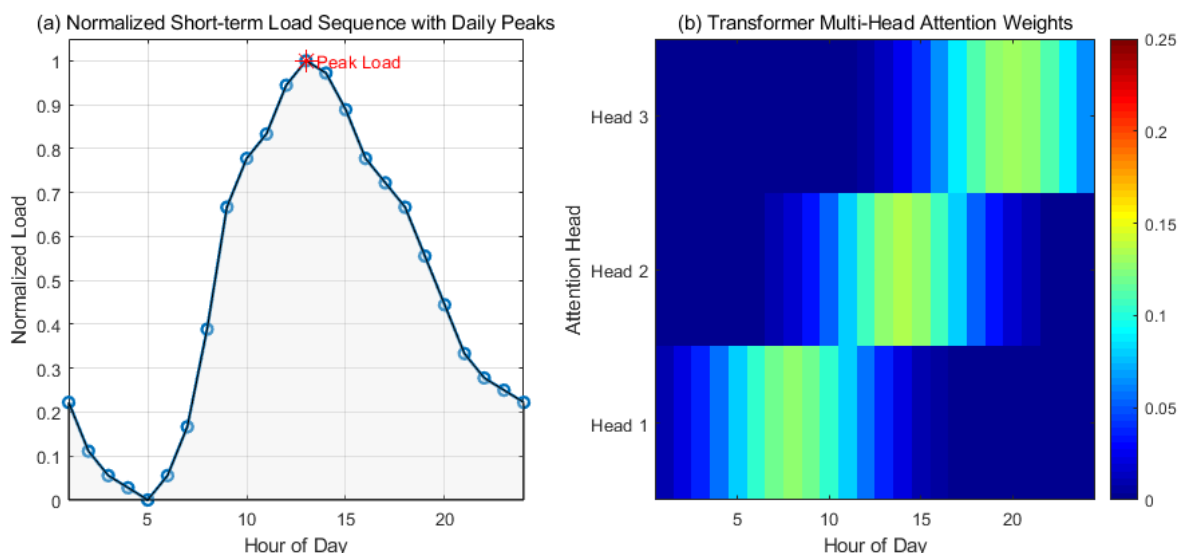 (a) Normalized Short-term Load Sequence with Daily Peaks
Normalized Load
1
0.9
0.8
0.7
0.6
0.5
0.4
0.3
0.2
0.1
0
Peak Load
5
10
15
20
Hour of Day
(b) Transformer Multi-Head Attention Weights
Attention Head
Head 3
Head 2
Head 1
5
10
15
20
Hour of Day
0.25
0.2
0.15
0.1
0.05
0